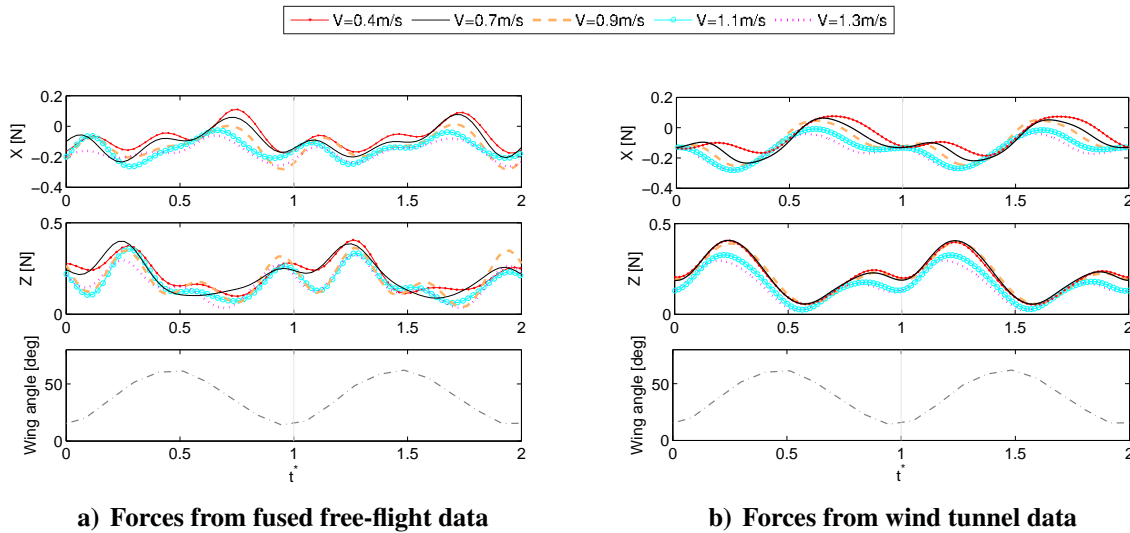 V=0.4m/s V=0.7m/s V=0.9m/s V=1.1m/s V=1.3m/s
0.2
0
−0.2
−0.4
X [N]
0 0.5 1 1.5 2
0.5
0
Z [N]
0 0.5 1 1.5 2
50
0
Wing angle [deg]
0 0.5 1 1.5 2
t*
a) Forces from fused free-flight data
0.2
0
−0.2
−0.4
X [N]
0 0.5 1 1.5 2
0.5
0
Z [N]
0 0.5 1 1.5 2
50
0
Wing angle [deg]
0 0.5 1 1.5 2
t*
b) Forces from wind tunnel data